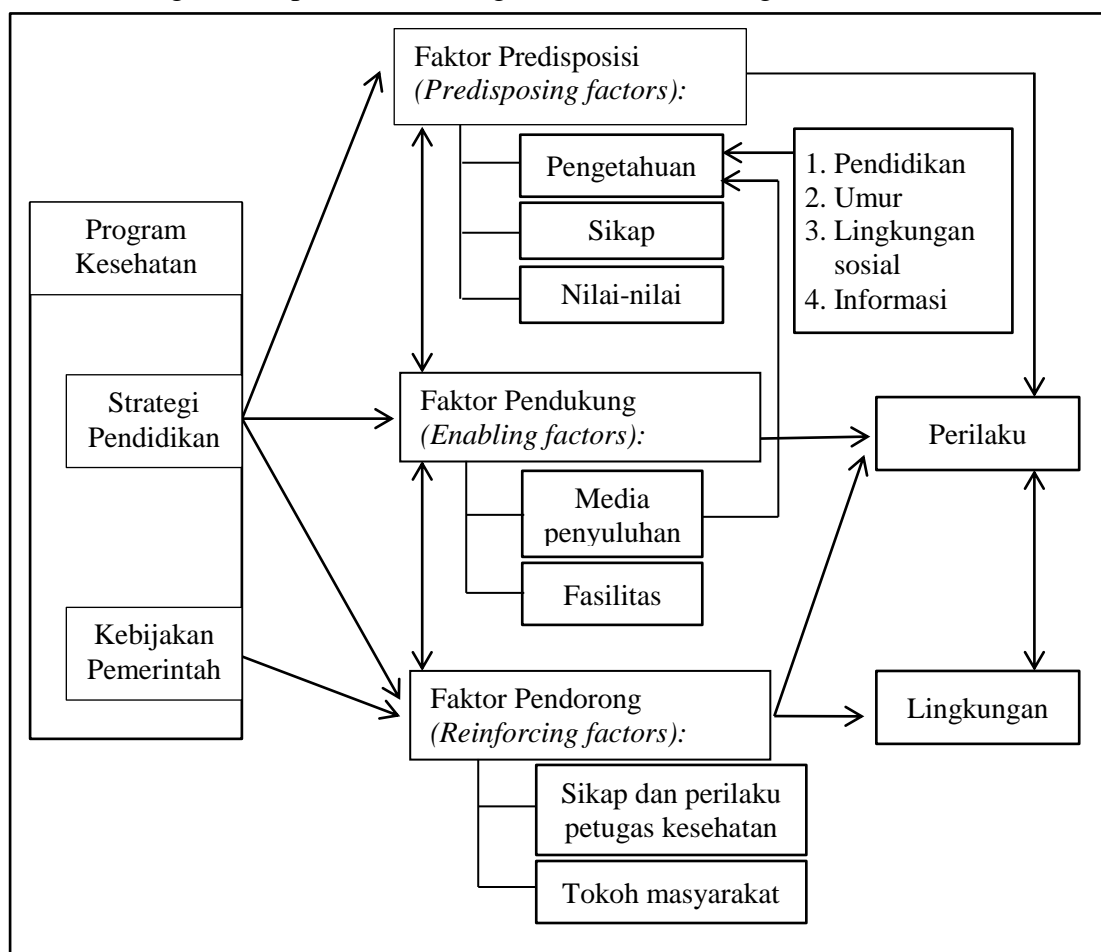 Faktor Predisposisi
(Predisposing factors):
Pengetahuan
Sikap
Nilai-nilai
1. Pendidikan
2. Umur
3. Lingkungan
sosial
4. Informasi
Program
Kesehatan
Strategi
Pendidikan
Kebijakan
Pemerintah
Faktor Pendukung
(Enabling factors):
Media
penyuluhan
Fasilitas
Perilaku
Faktor Pendorong
(Reinforcing factors):
Sikap dan perilaku
petugas kesehatan
Tokoh masyarakat
Lingkungan